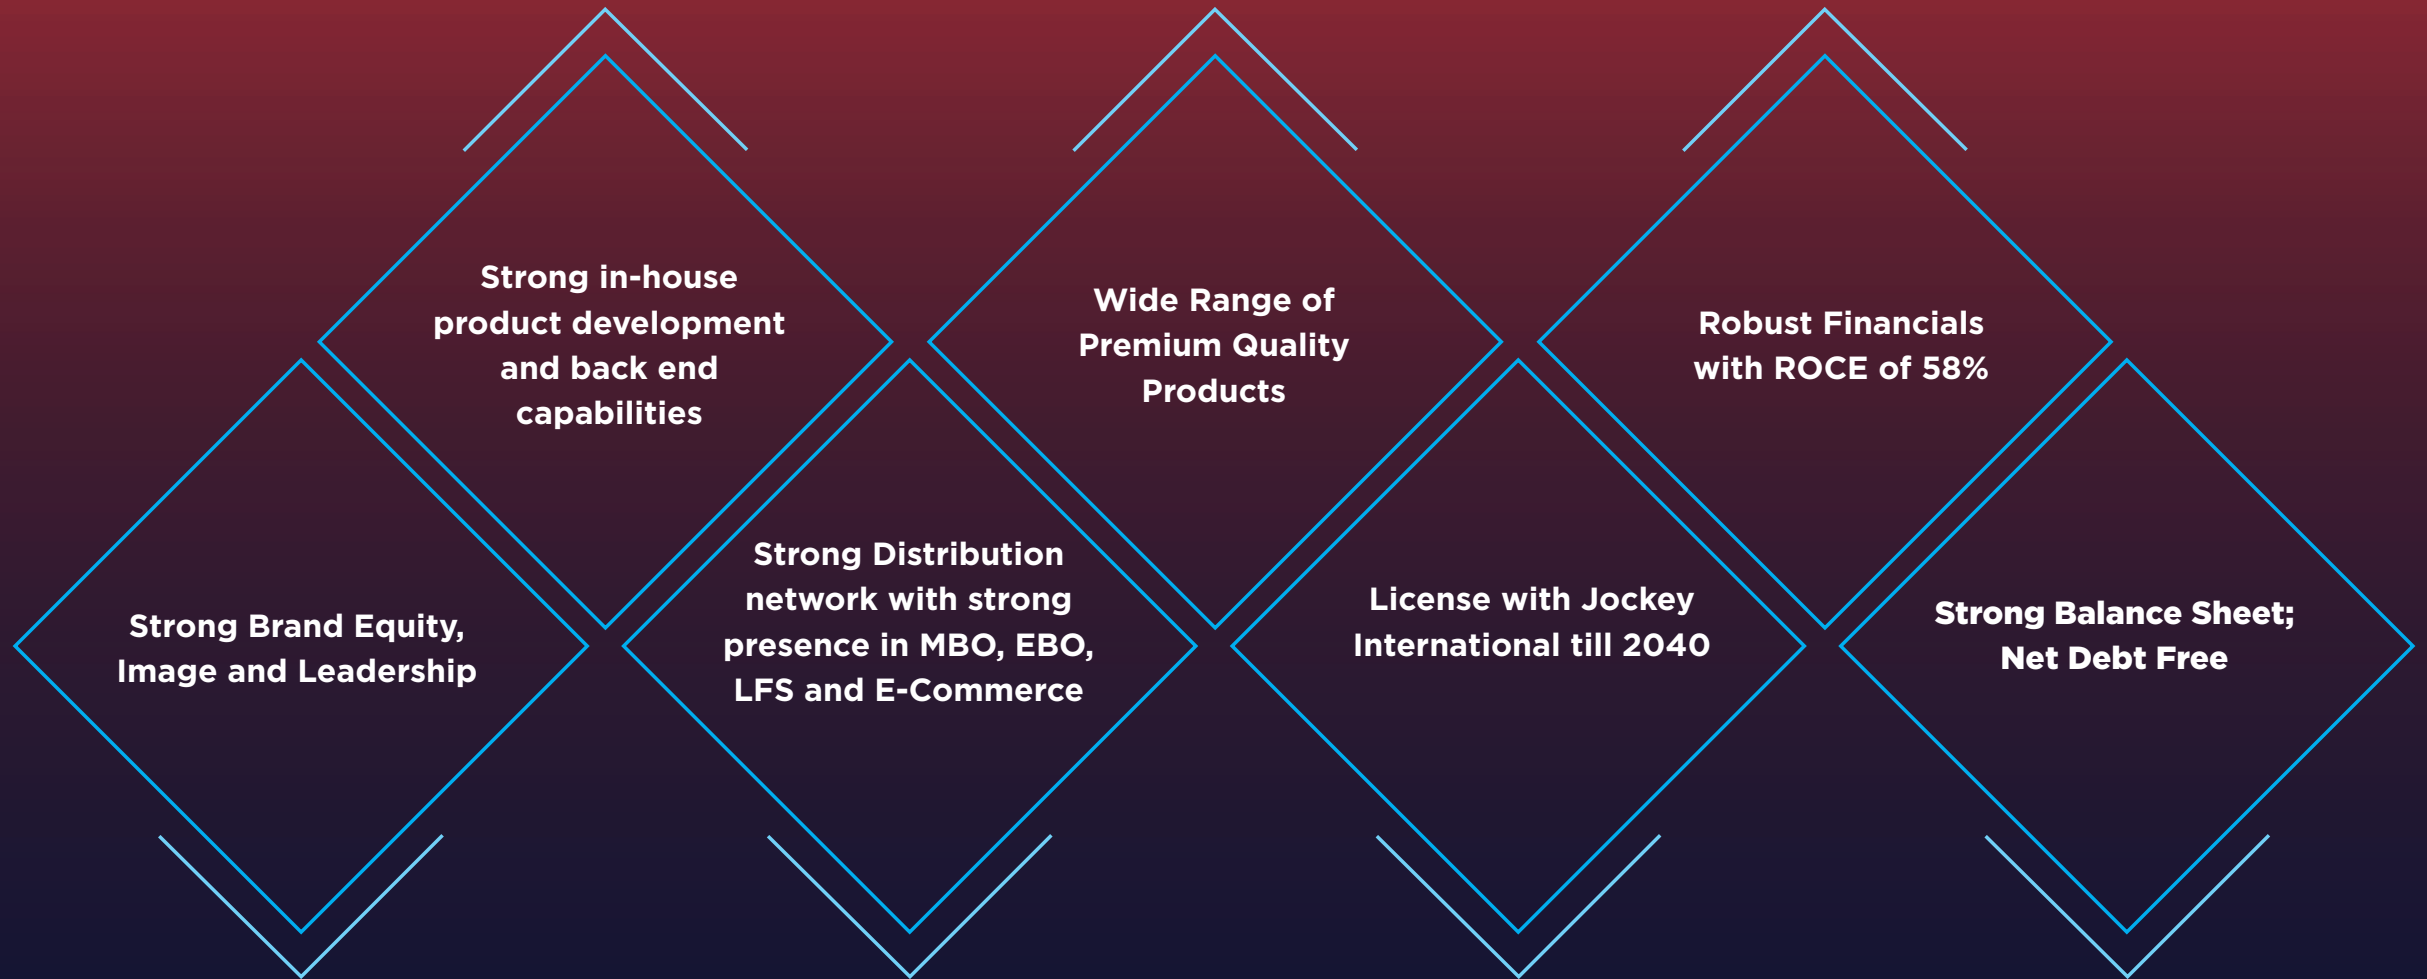 Strong in-house
product development
and back end
capabilities
Wide Range of
Premium Quality
Products
Robust Financials
with ROCE of 58%
Strong Brand Equity,
Image and Leadership
Strong Distribution
network with strong
presence in MBO, EBO,
LFS and E-Commerce
License with Jockey
International till 2040
Strong Balance Sheet;
Net Debt Free